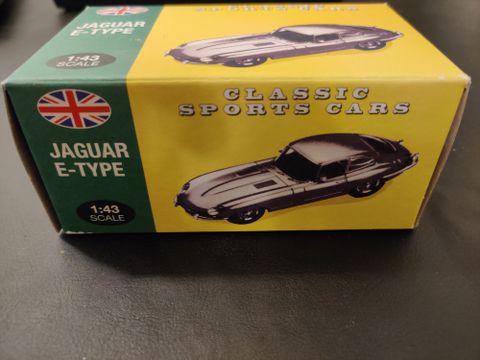 JAGUAR
E-TYPE
1:43
SCALE
CLASSIC
SPORTS CARS
JAGUAR
E-TYPE
1:43
SCALE